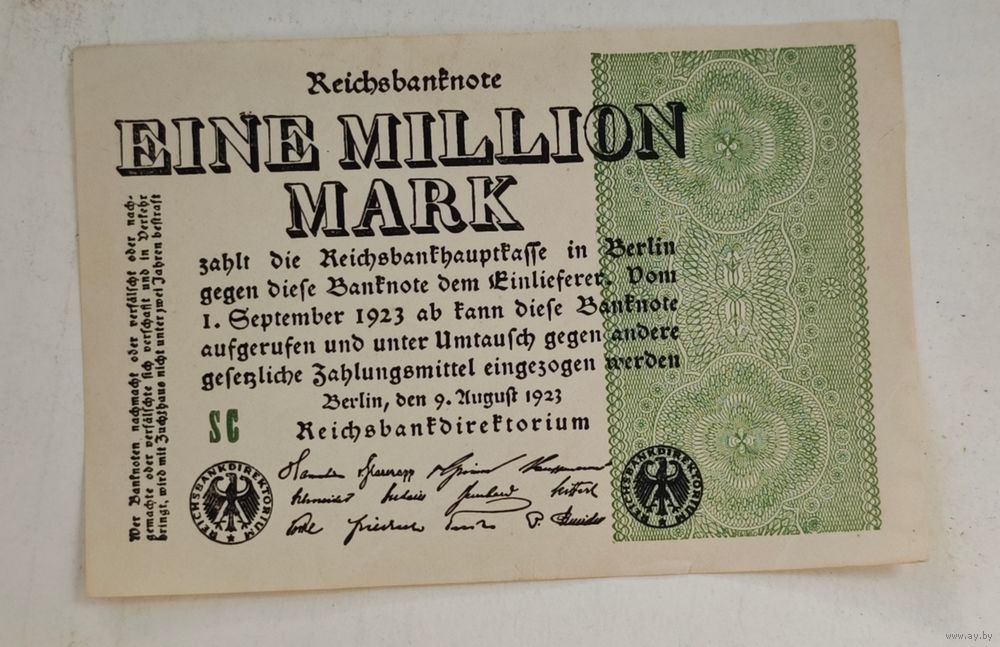 Reichsbanknote
EINE MILLION
MARK
zahlt die Reichsbankhauptkasse in Berlin
gegen diese Banknote dem Einlieferer. Vom
1. September 1923 ab kann diese Banknote
aufgerufen und unter Umtausch gegen andere
gesetzliche Zahlungsmittel eingezogen werden
Berlin, den 9. August 1923
Reichsbankdirektorium
SC
Wer Banknoten nachmacht oder verfälscht oder nach-
gemachte oder verfälschte sich verschafft und in Verkehr
bringt, wird mit Zuchthaus nicht unter zwei Jahren bestraft
REICHSBANKDIREKTORIUM
REICHSBANKDIREKTORIUM
www.ay.by